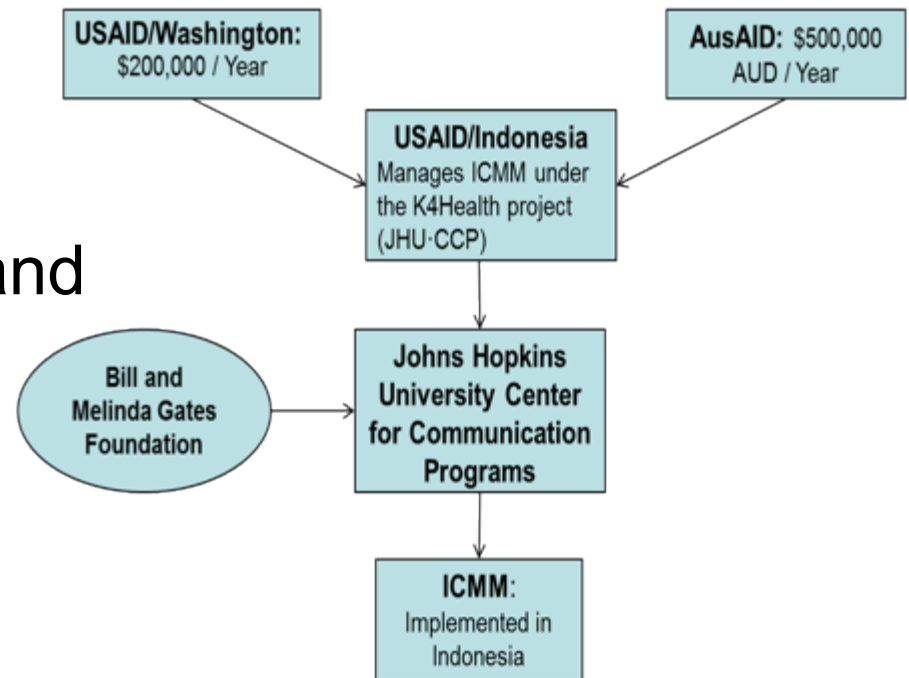 USAID/Washington:
$200,000 / Year
AusAID: $500,000
AUD / Year
USAID/Indonesia
Manages ICMM under
the K4Health project
(JHU·CCP)
and
Bill and
Melinda Gates
Foundation
Johns Hopkins
University Center
for Communication
Programs
ICMM:
Implemented in
Indonesia